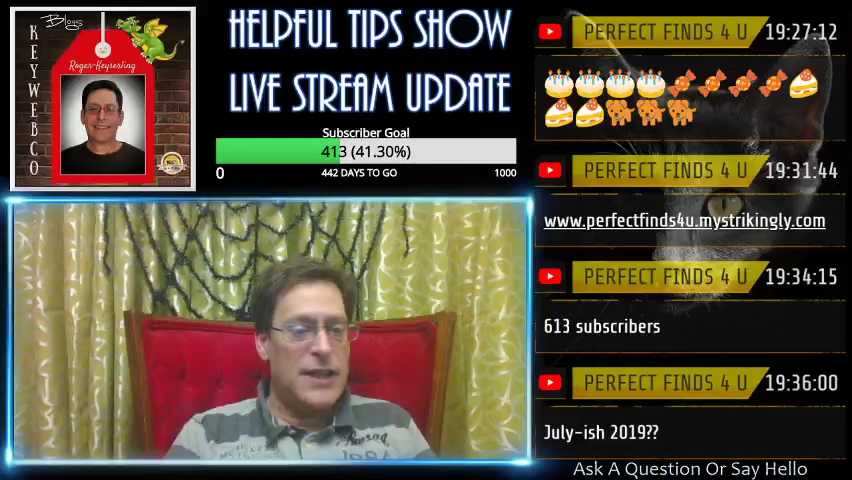 Blogs
KEYWEBCO
Roger-Keyserling
HELPFUL TIPS SHOW
LIVE STREAM UPDATE
Subscriber Goal
413 (41.30%)
0
442 DAYS TO GO
1000
PERFECT FINDS 4 U 19:27:12
PERFECT FINDS 4 U 19:31:44
www.perfectfinds4u.mystrikingly.com
PERFECT FINDS 4 U 19:34:15
613 subscribers
PERFECT FINDS 4 U 19:36:00
July-ish 2019??
Ask A Question Or Say Hello